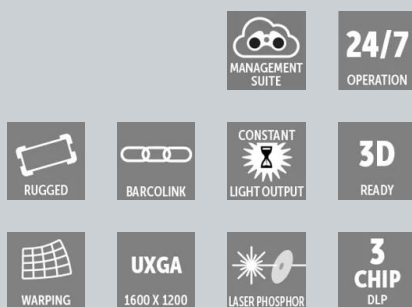 MANAGEMENT
SUITE
24/7
OPERATION
RUGGED
BARCOLINK
CONSTANT
LIGHT OUTPUT
3D
READY
WARPING
UXGA
1600 X 1200
LASER PHOSPHOR
3
CHIP
DLP